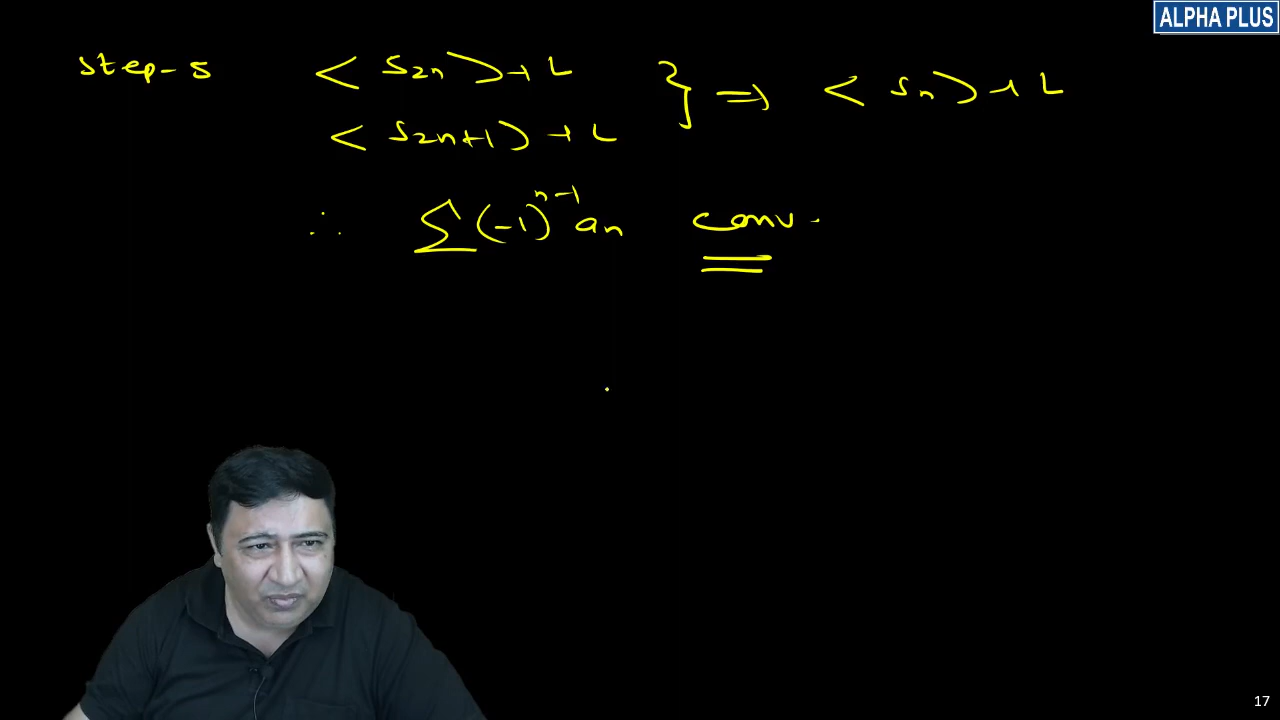 ALPHA PLUS
Step-5 < S2n > → L } ⇒ < Sn > → L
< S2n+1 > → L
∴ ∑ (-1)^n-1 an conv.
17